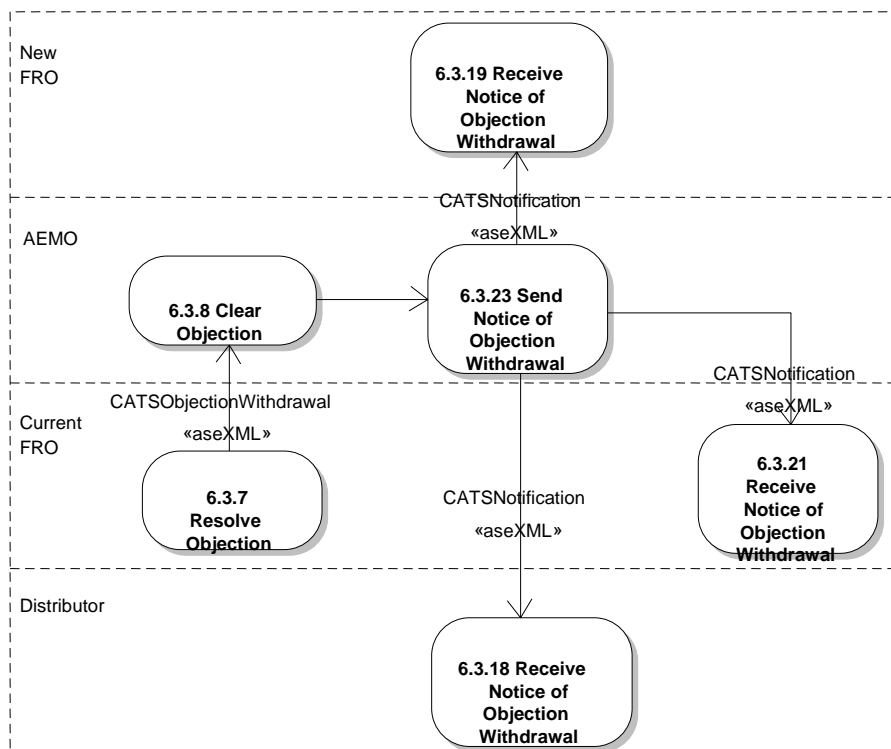 New
FRO
6.3.19 Receive
Notice of
Objection
Withdrawal
CATSNotification
«aseXML»
AEMO
6.3.8 Clear
Objection
6.3.23 Send
Notice of
Objection
Withdrawal
CATSNotification
«aseXML»
CATSObjectionWithdrawal
«aseXML»
Current
FRO
6.3.7
Resolve
Objection
CATSNotification
«aseXML»
6.3.21
Receive
Notice of
Objection
Withdrawal
Distributor
6.3.18 Receive
Notice of
Objection
Withdrawal